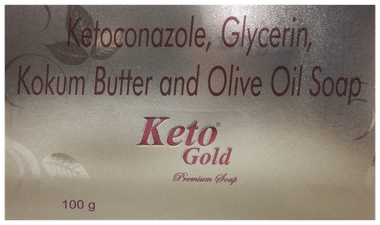 Ketoconazole, Glycerin,
Kokum Butter and Olive Oil Soap
Keto®
Gold
Premium Soap
100 g